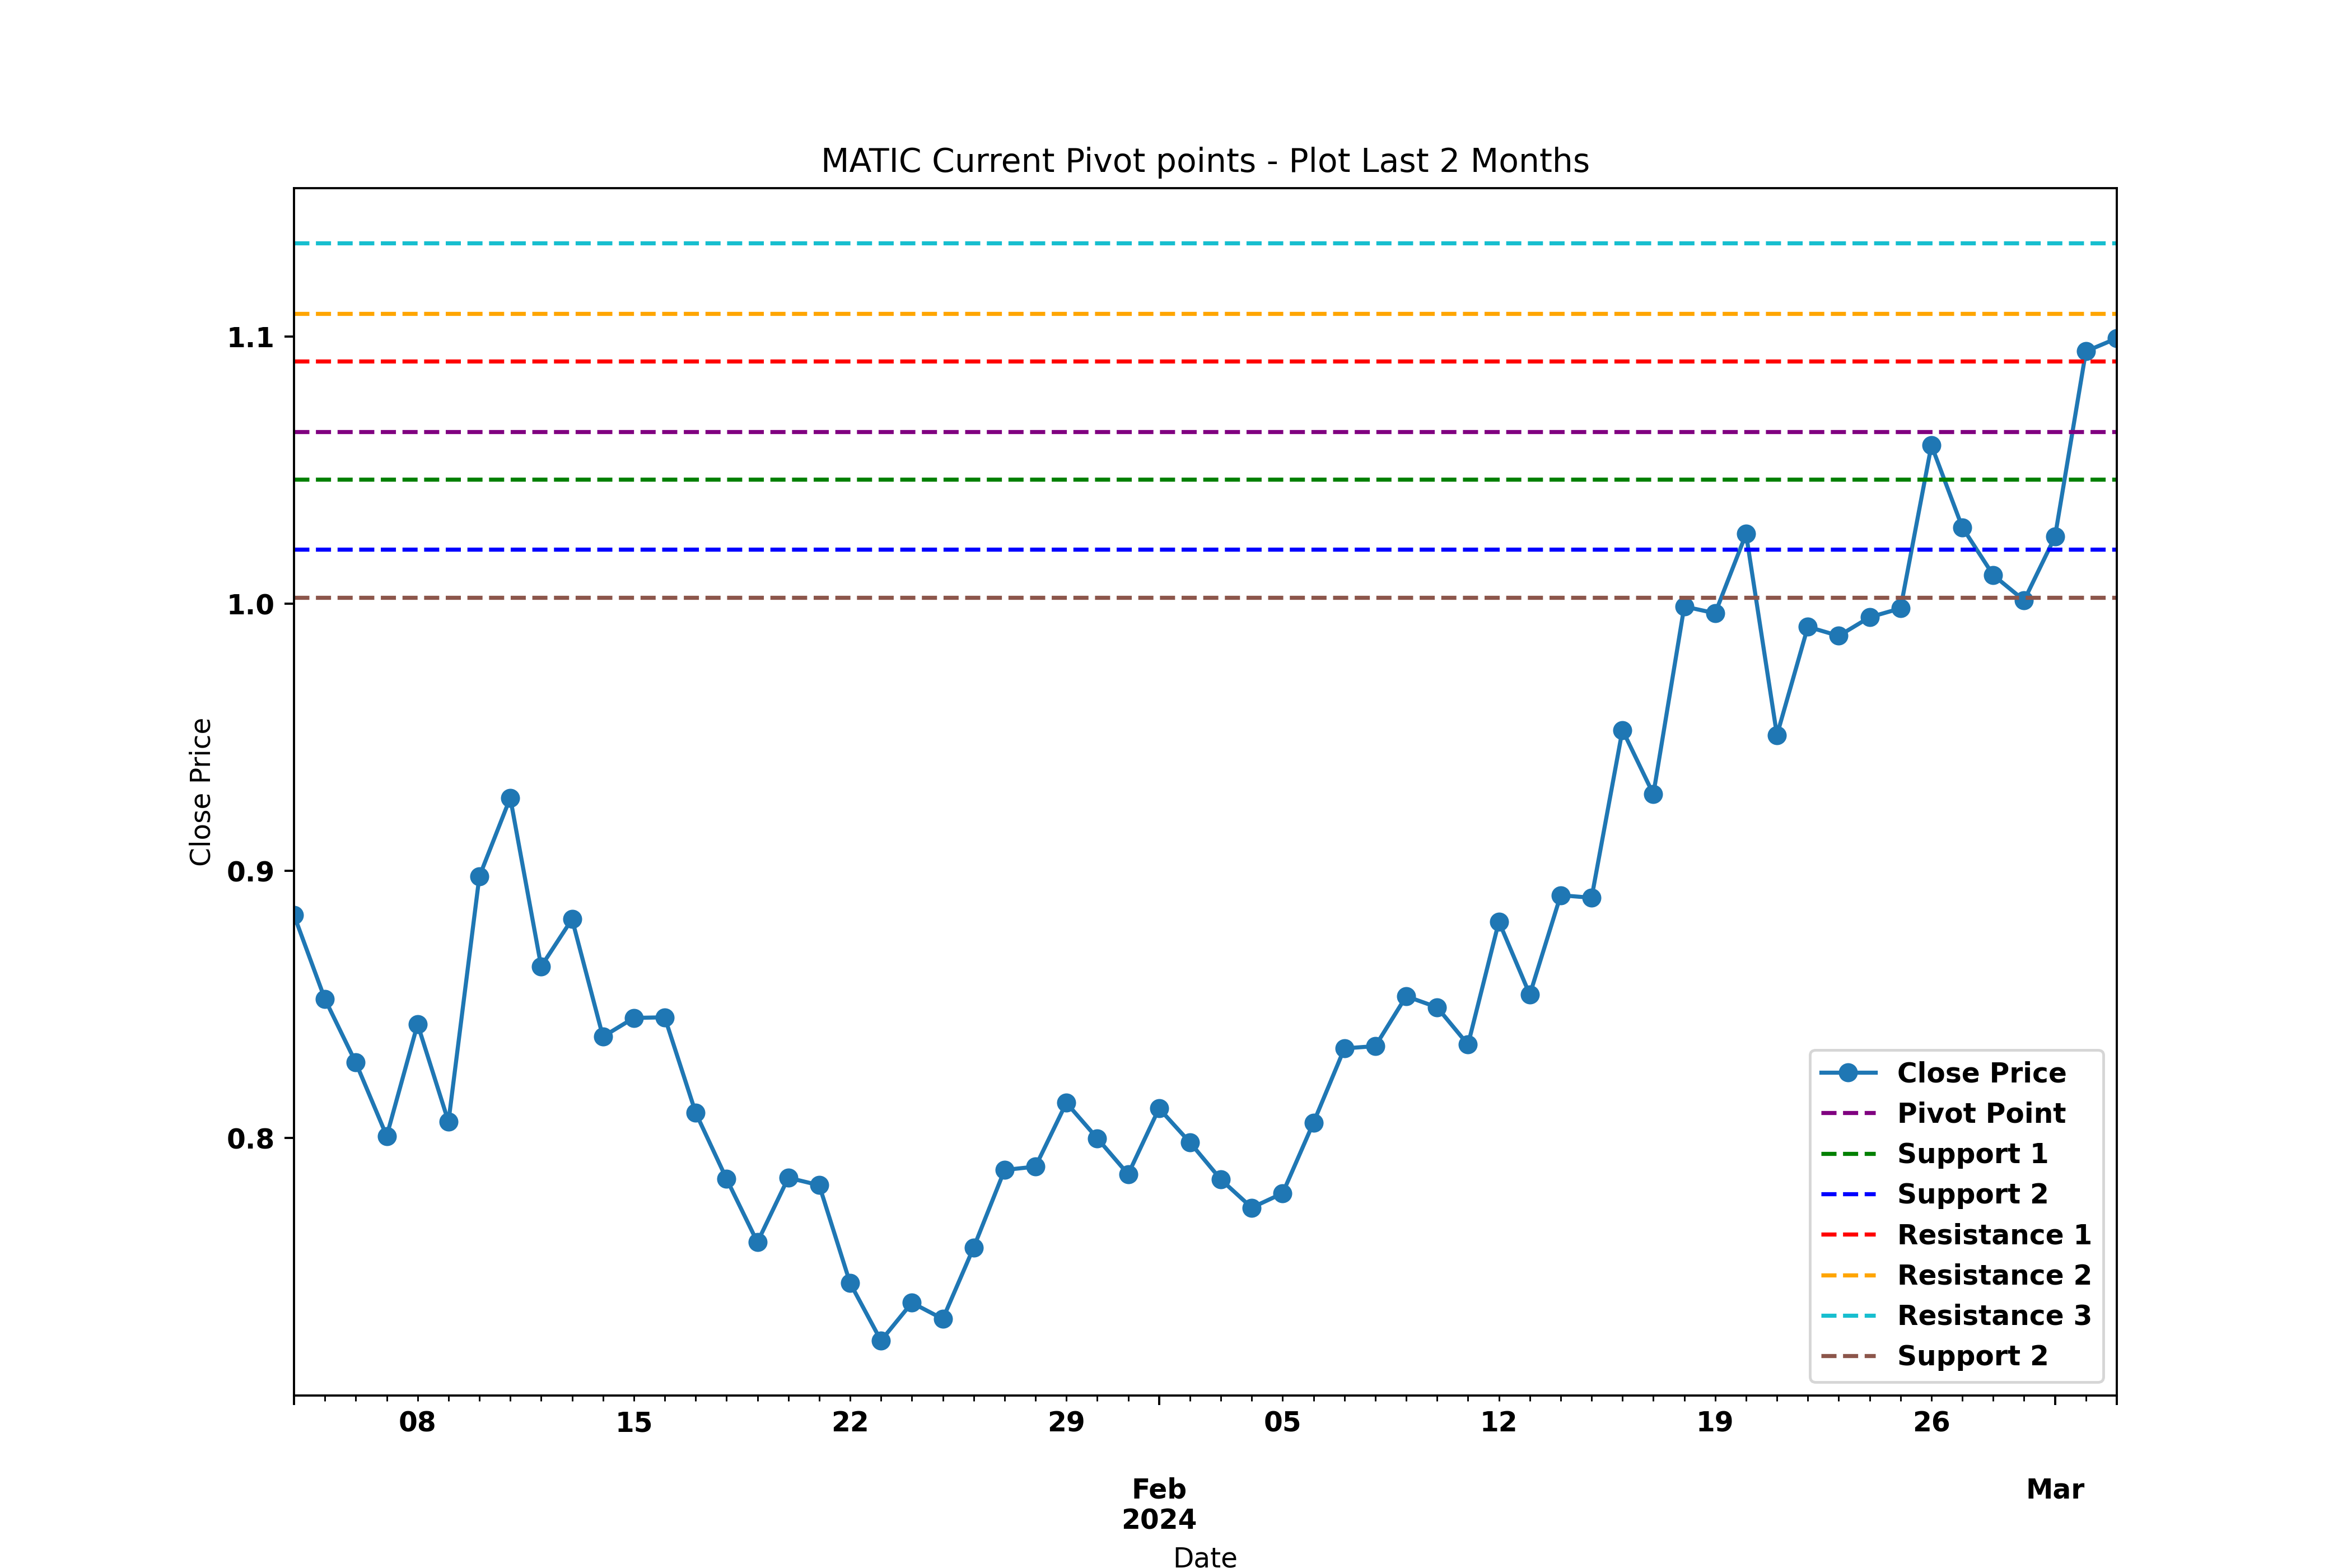 MATIC Current Pivot points - Plot Last 2 Months
1.1
1.0
0.9
0.8
Close Price
Close Price
Pivot Point
Support 1
Support 2
Resistance 1
Resistance 2
Resistance 3
Support 2
08 15 22 29 05 12 19 26
Feb Mar
2024
Date